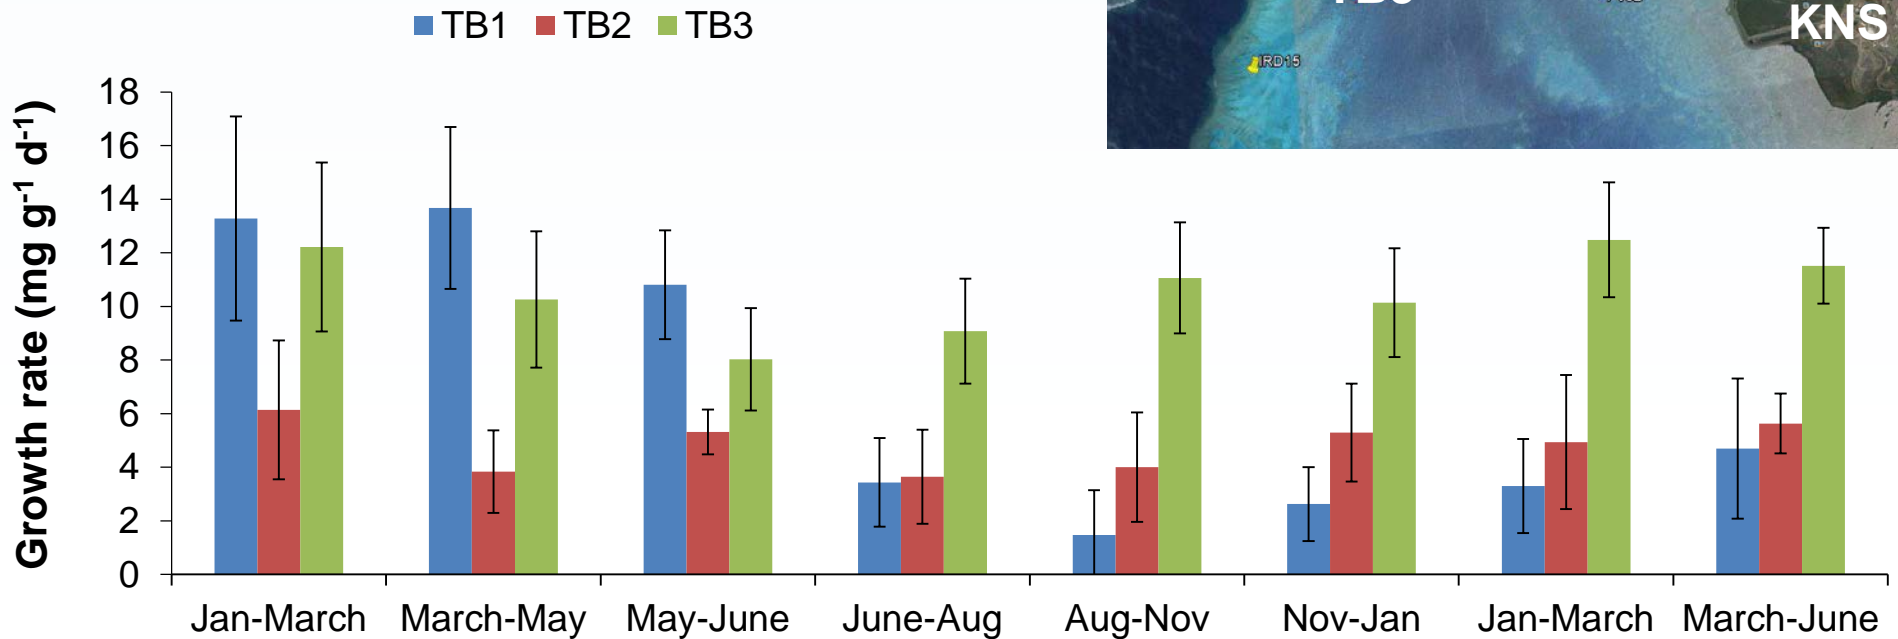 TB1 TB2 TB3
KNS
IRD15
Growth rate (mg g-1 d-1)
18
16
14
12
10
8
6
4
2
0
Jan-March March-May May-June June-Aug Aug-Nov Nov-Jan Jan-March March-June